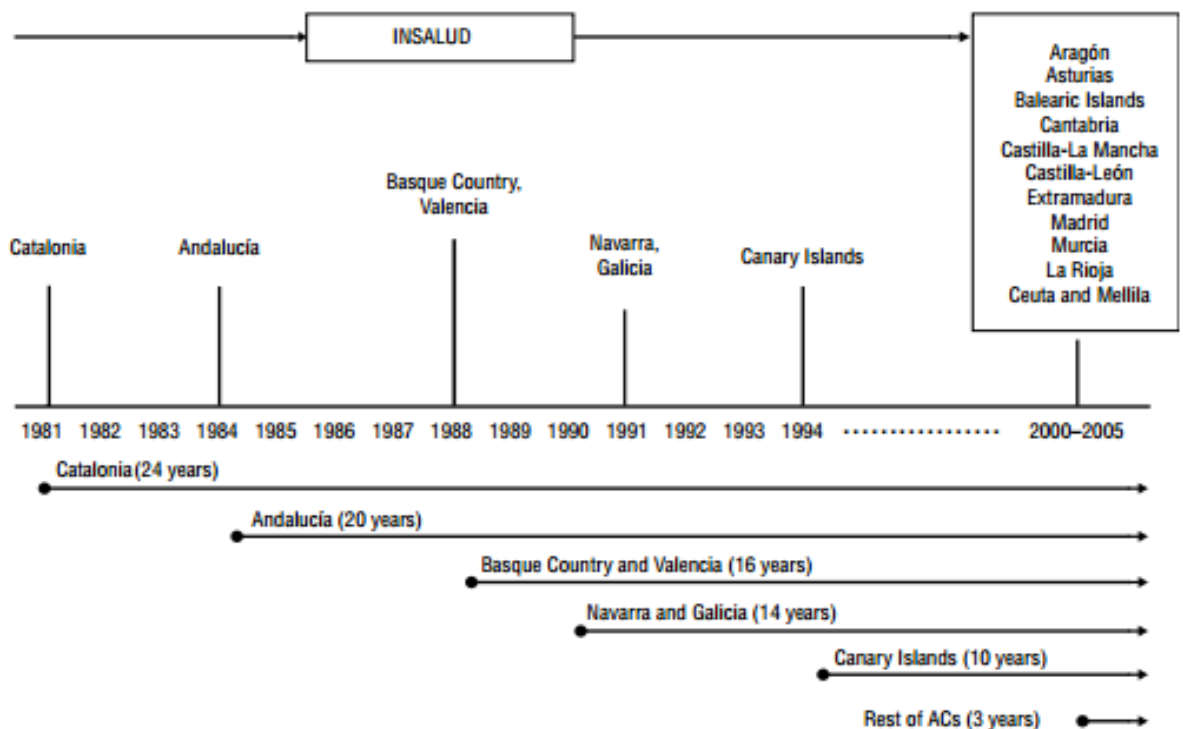 INSALUD
Aragón
Asturias
Balearic Islands
Cantabria
Castilla-La Mancha
Castilla-León
Extramadura
Madrid
Murcia
La Rioja
Ceuta and Mellila
Basque Country,
Valencia
Catalonia
Andalucía
Navarra,
Galicia
Canary Islands
1981 1982 1983 1984 1985 1986 1987 1988 1989 1990 1991 1992 1993 1994 2000–2005
Catalonia (24 years)
Andalucía (20 years)
Basque Country and Valencia (16 years)
Navarra and Galicia (14 years)
Canary Islands (10 years)
Rest of ACs (3 years)